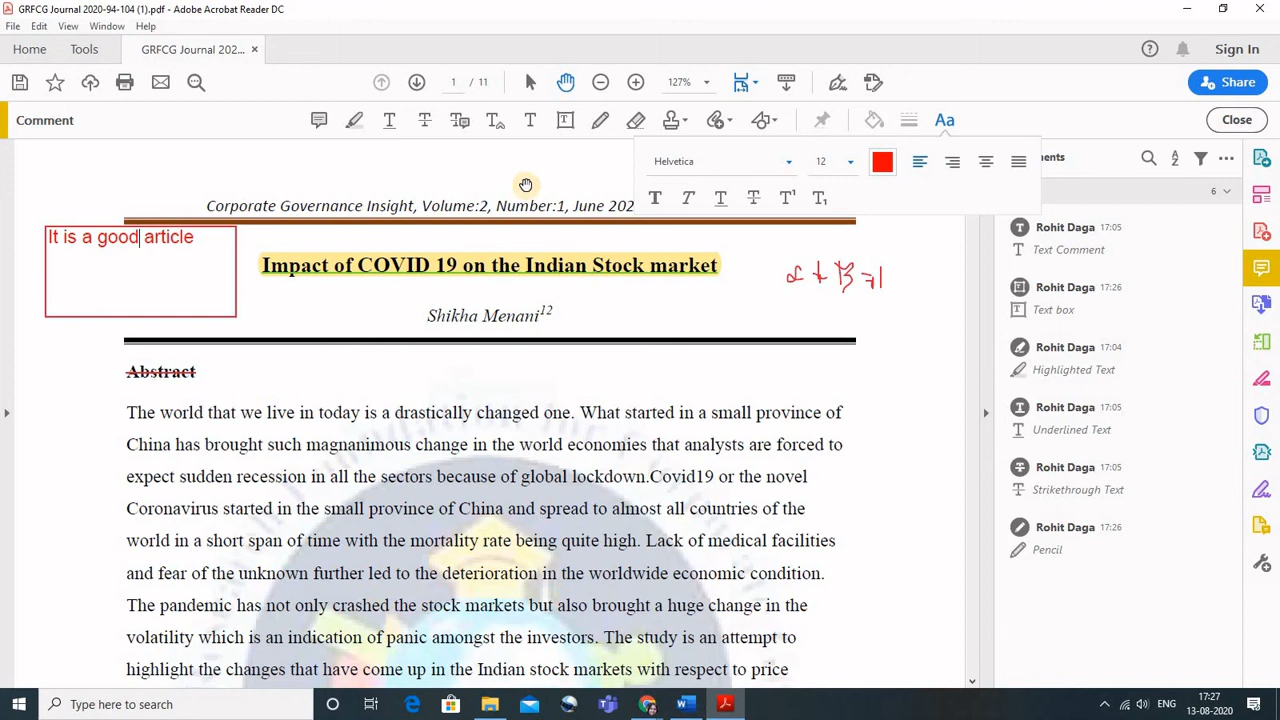 GRFCG Journal 2020-94-104 (1).pdf - Adobe Acrobat Reader DC
File Edit View Window Help
Home Tools GRFCG Journal 202... Sign In
1 / 11 127% Share
Comment Aa Close
Helvetica 12
ments
6
Corporate Governance Insight, Volume:2, Number:1, June 202
It is a good article
Impact of COVID 19 on the Indian Stock market
Shikha Menani12
Abstract
The world that we live in today is a drastically changed one. What started in a small province of
China has brought such magnanimous change in the world economies that analysts are forced to
expect sudden recession in all the sectors because of global lockdown.Covid19 or the novel
Coronavirus started in the small province of China and spread to almost all countries of the
world in a short span of time with the mortality rate being quite high. Lack of medical facilities
and fear of the unknown further led to the deterioration in the worldwide economic condition.
The pandemic has not only crashed the stock markets but also brought a huge change in the
volatility which is an indication of panic amongst the investors. The study is an attempt to
highlight the changes that have come up in the Indian stock markets with respect to price
Rohit Daga 17:05
Text Comment
Rohit Daga 17:26
Text box
Rohit Daga 17:04
Highlighted Text
Rohit Daga 17:05
Underlined Text
Rohit Daga 17:05
Strikethrough Text
Rohit Daga 17:26
Pencil
Type here to search
ENG
17:27
13-08-2020